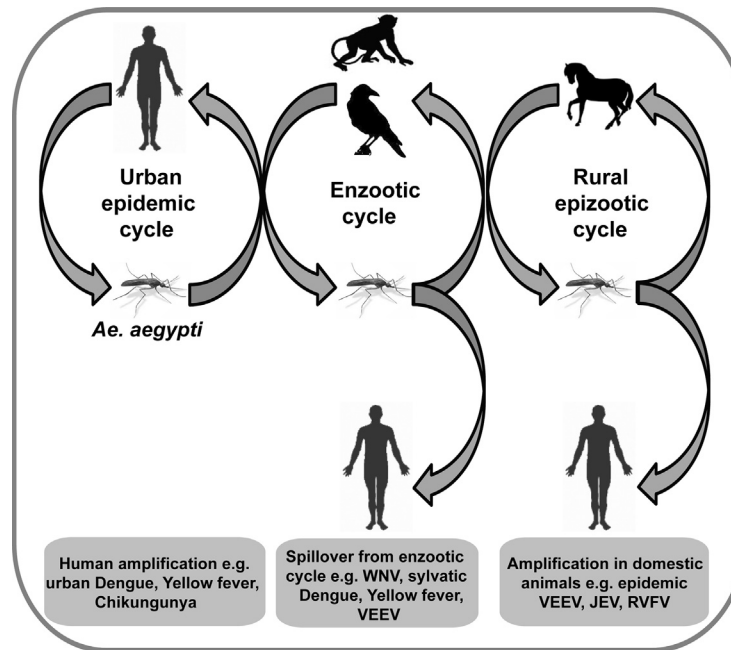 Urban
epidemic
cycle
Ae. aegypti
Enzootic
cycle
Rural
epizootic
cycle
Human amplification e.g.
urban Dengue, Yellow fever,
Chikungunya
Spillover from enzootic
cycle e.g. WNV, sylvatic
Dengue, Yellow fever,
VEEV
Amplification in domestic
animals e.g. epidemic
VEEV, JEV, RVFV